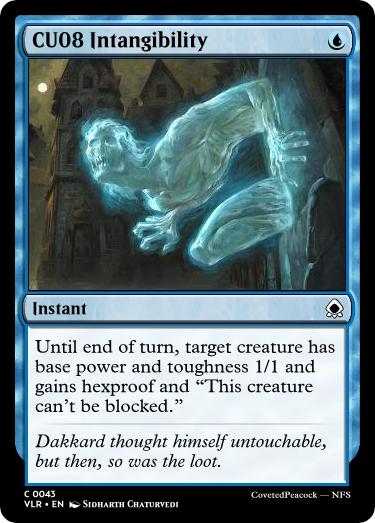 CU08 Intangibility
Instant
Until end of turn, target creature has
base power and toughness 1/1 and
gains hexproof and “This creature
can’t be blocked.”
Dakkard thought himself untouchable,
but then, so was the loot.
C 0043
VLR • EN Sidharth Chaturvedi
CovetedPeacock — NFS